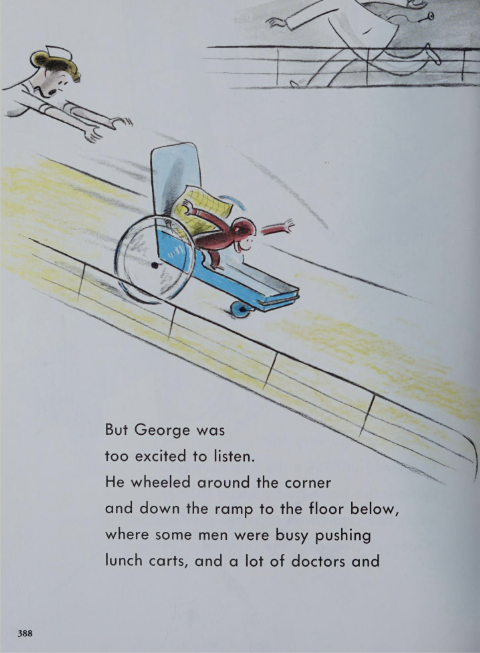 But George was
too excited to listen.
He wheeled around the corner
and down the ramp to the floor below,
where some men were busy pushing
lunch carts, and a lot of doctors and
388